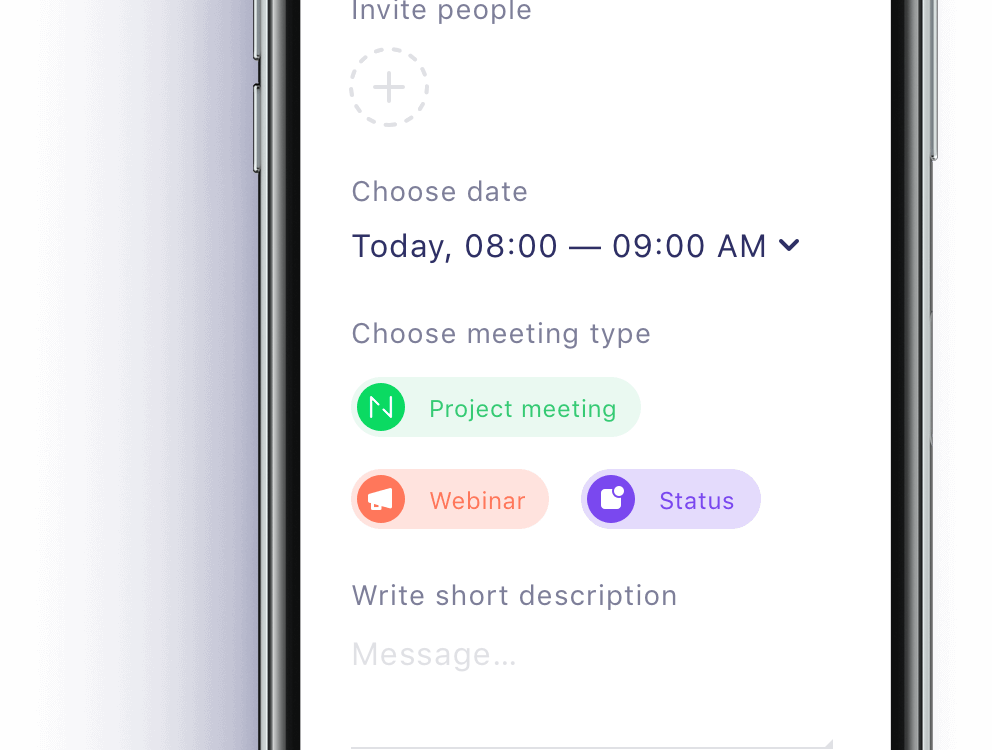 Invite people
Choose date
Today, 08:00 — 09:00 AM
Choose meeting type
Project meeting
Webinar
Status
Write short description
Message...